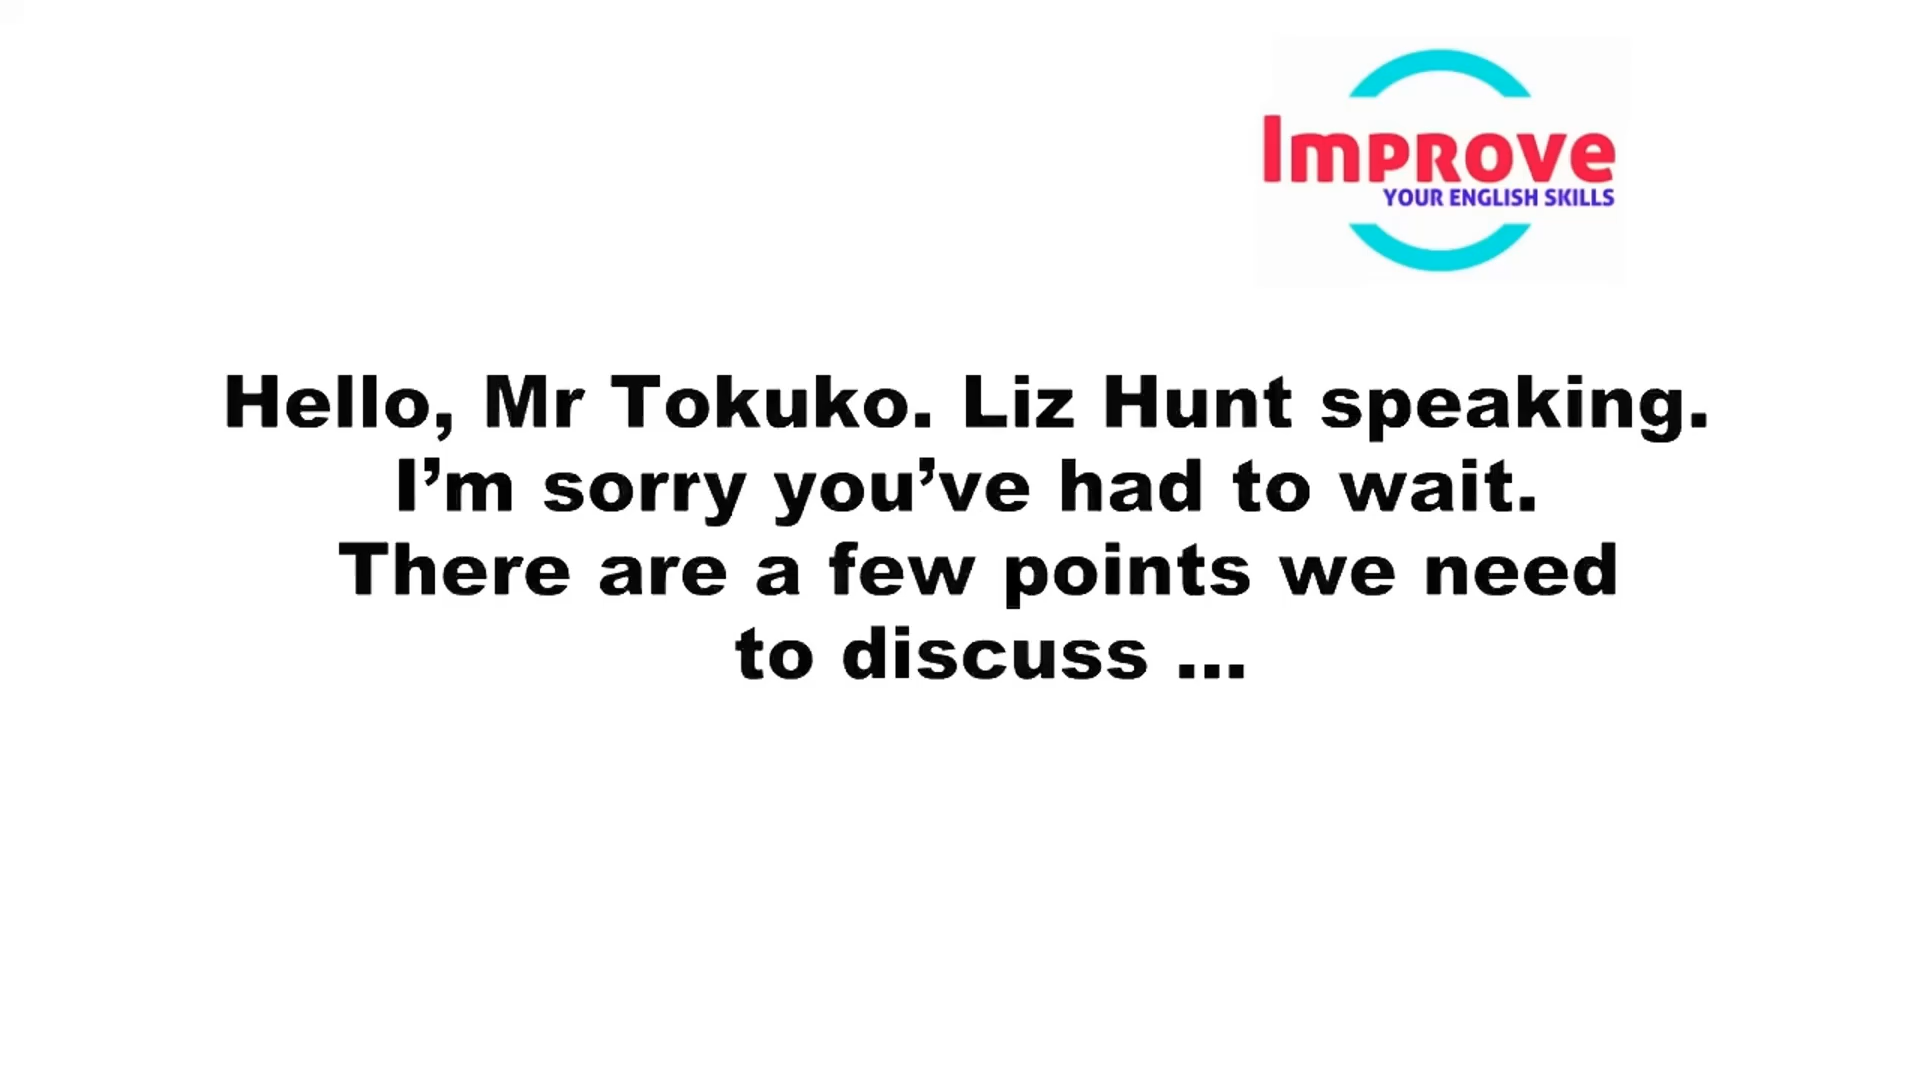 Improve
YOUR ENGLISH SKILLS
Hello, Mr Tokuko. Liz Hunt speaking.
I’m sorry you’ve had to wait.
There are a few points we need
to discuss ...